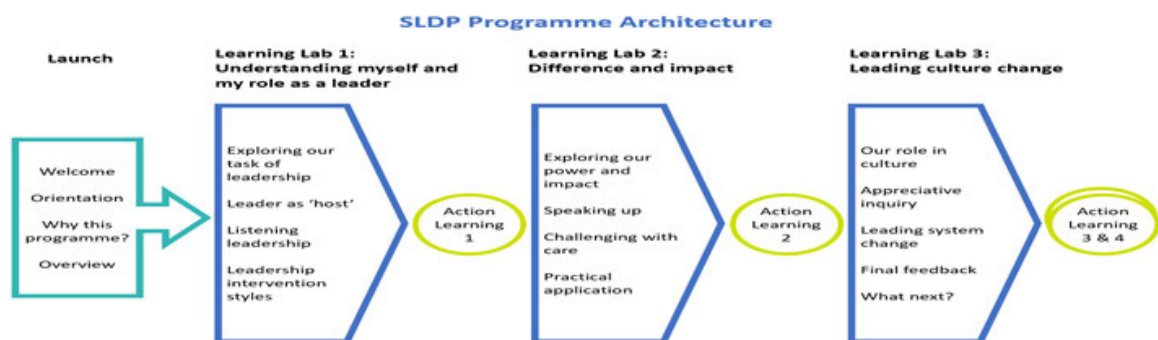 SLDP Programme Architecture
Launch
Welcome
Orientation
Why this
programme?
Overview
Learning Lab 1:
Understanding myself and
my role as a leader
Exploring our
task of
leadership
Leader as ‘host’
Listening
leadership
Leadership
intervention
styles
Action
Learning
1
Learning Lab 2:
Difference and impact
Exploring our
power and
impact
Speaking up
Challenging with
care
Practical
application
Action
Learning
2
Learning Lab 3:
Leading culture change
Our role in
culture
Appreciative
inquiry
Leading system
change
Final feedback
What next?
Action
Learning
3 & 4